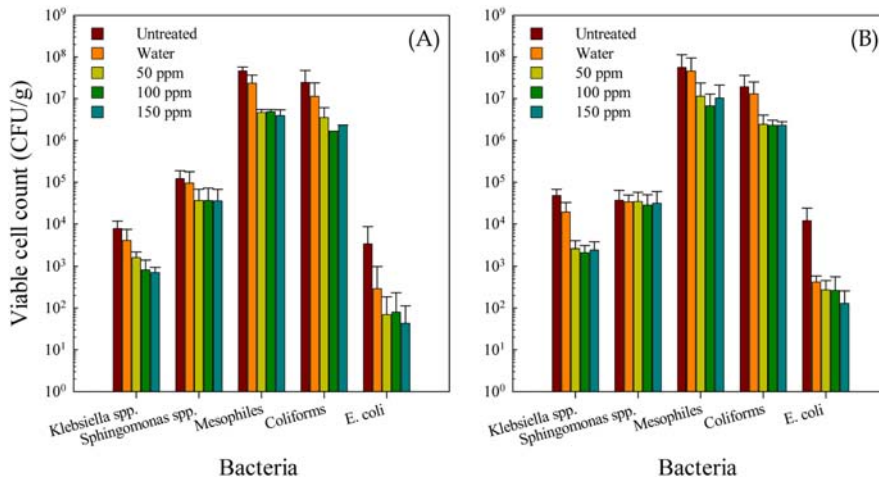 Viable cell count (CFU/g)
10⁹
10⁸
10⁷
10⁶
10⁵
10⁴
10³
10²
10¹
10⁰
Untreated
Water
50 ppm
100 ppm
150 ppm
(A)
Klebsiella spp.
Sphingomonas spp.
Mesophiles
Coliforms
E. coli
Bacteria
10⁹
10⁸
10⁷
10⁶
10⁵
10⁴
10³
10²
10¹
10⁰
Untreated
Water
50 ppm
100 ppm
150 ppm
(B)
Klebsiella spp.
Sphingomonas spp.
Mesophiles
Coliforms
E. coli
Bacteria